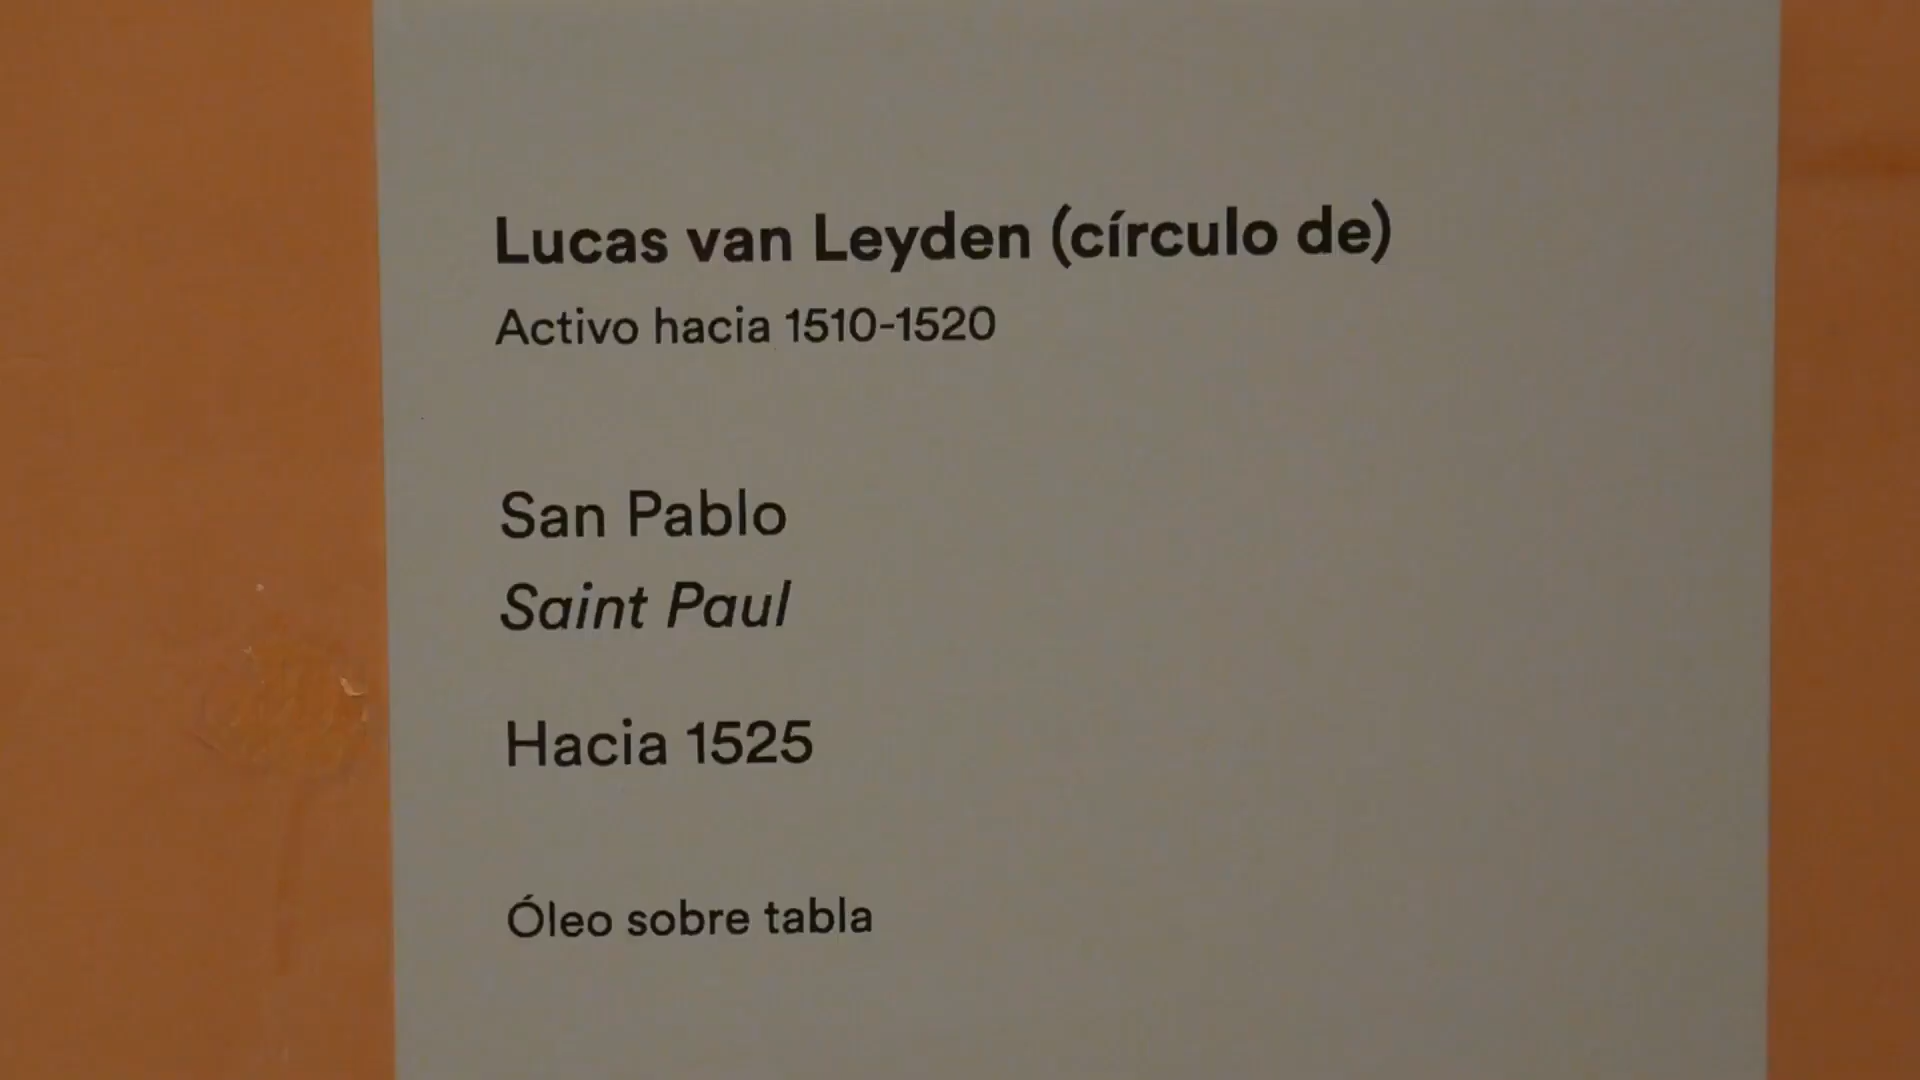 Lucas van Leyden (círculo de)
Activo hacia 1510-1520
San Pablo
Saint Paul
Hacia 1525
Óleo sobre tabla